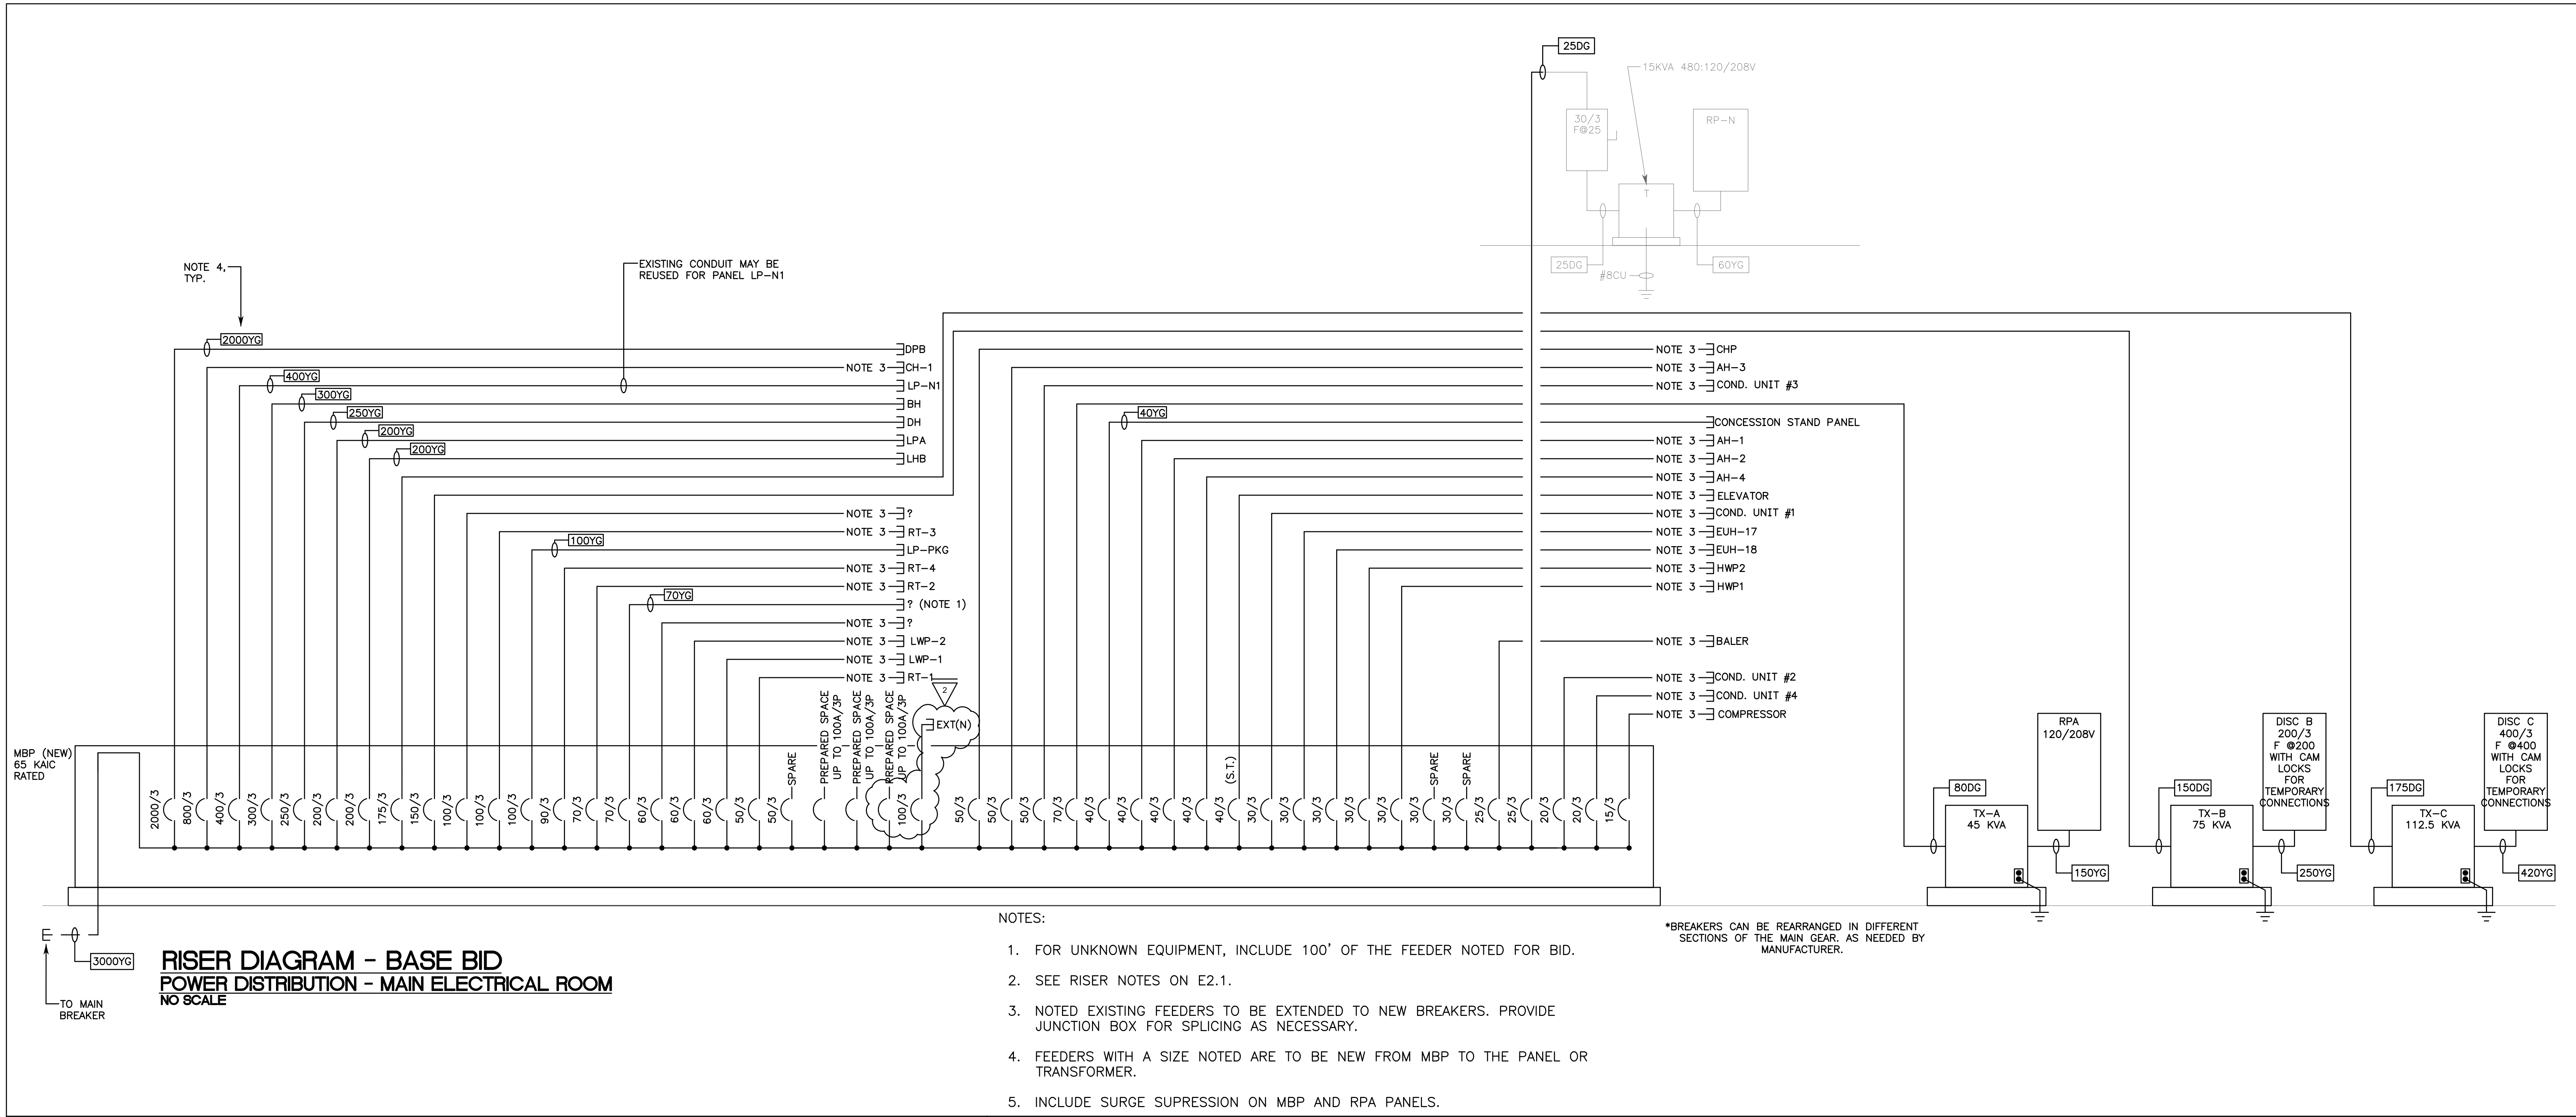 25DG
15KVA 480:120/208V
30/3
F@25
RP-N
T
25DG
#8CU
60YG
NOTE 4,
TYP.
EXISTING CONDUIT MAY BE
REUSED FOR PANEL LP-N1
2000YG
DPB
NOTE 3 CH-1
400YG
LP-N1
300YG
BH
250YG
DH
200YG
LPA
200YG
LHB
NOTE 3 ?
NOTE 3 RT-3
100YG
LP-PKG
NOTE 3 RT-4
NOTE 3 RT-2
70YG
? (NOTE 1)
NOTE 3 ?
NOTE 3 LWP-2
NOTE 3 LWP-1
NOTE 3 RT-1
2
EXT(N)
NOTE 3 CHP
NOTE 3 AH-3
NOTE 3 COND. UNIT #3
40YG
CONCESSION STAND PANEL
NOTE 3 AH-1
NOTE 3 AH-2
NOTE 3 AH-4
NOTE 3 ELEVATOR
NOTE 3 COND. UNIT #1
NOTE 3 EUH-17
NOTE 3 EUH-18
NOTE 3 HWP2
NOTE 3 HWP1
NOTE 3 BALER
NOTE 3 COND. UNIT #2
NOTE 3 COND. UNIT #4
NOTE 3 COMPRESSOR
MBP (NEW)
65 KAIC
RATED
2000/3
800/3
400/3
300/3
250/3
200/3
200/3
175/3
150/3
100/3
100/3
100/3
90/3
70/3
70/3
60/3
60/3
60/3
50/3
50/3
SPARE
PREPARED SPACE
UP TO 100A/3P
PREPARED SPACE
UP TO 100A/3P
PREPARED SPACE
UP TO 100A/3P
100/3
50/3
50/3
50/3
70/3
40/3
40/3
40/3
40/3
40/3
(S.T.)
30/3
30/3
30/3
30/3
30/3
30/3
SPARE
30/3
SPARE
25/3
25/3
20/3
20/3
15/3
80DG
TX-A
45 KVA
RPA
120/208V
150YG
150DG
TX-B
75 KVA
DISC B
200/3
F @200
WITH CAM
LOCKS
FOR
TEMPORARY
CONNECTIONS
250YG
175DG
TX-C
112.5 KVA
DISC C
400/3
F @400
WITH CAM
LOCKS
FOR
TEMPORARY
CONNECTIONS
420YG
*BREAKERS CAN BE REARRANGED IN DIFFERENT
SECTIONS OF THE MAIN GEAR. AS NEEDED BY
MANUFACTURER.
3000YG
TO MAIN
BREAKER
RISER DIAGRAM - BASE BID
POWER DISTRIBUTION - MAIN ELECTRICAL ROOM
NO SCALE
NOTES:
1. FOR UNKNOWN EQUIPMENT, INCLUDE 100' OF THE FEEDER NOTED FOR BID.
2. SEE RISER NOTES ON E2.1.
3. NOTED EXISTING FEEDERS TO BE EXTENDED TO NEW BREAKERS. PROVIDE
JUNCTION BOX FOR SPLICING AS NECESSARY.
4. FEEDERS WITH A SIZE NOTED ARE TO BE NEW FROM MBP TO THE PANEL OR
TRANSFORMER.
5. INCLUDE SURGE SUPRESSION ON MBP AND RPA PANELS.